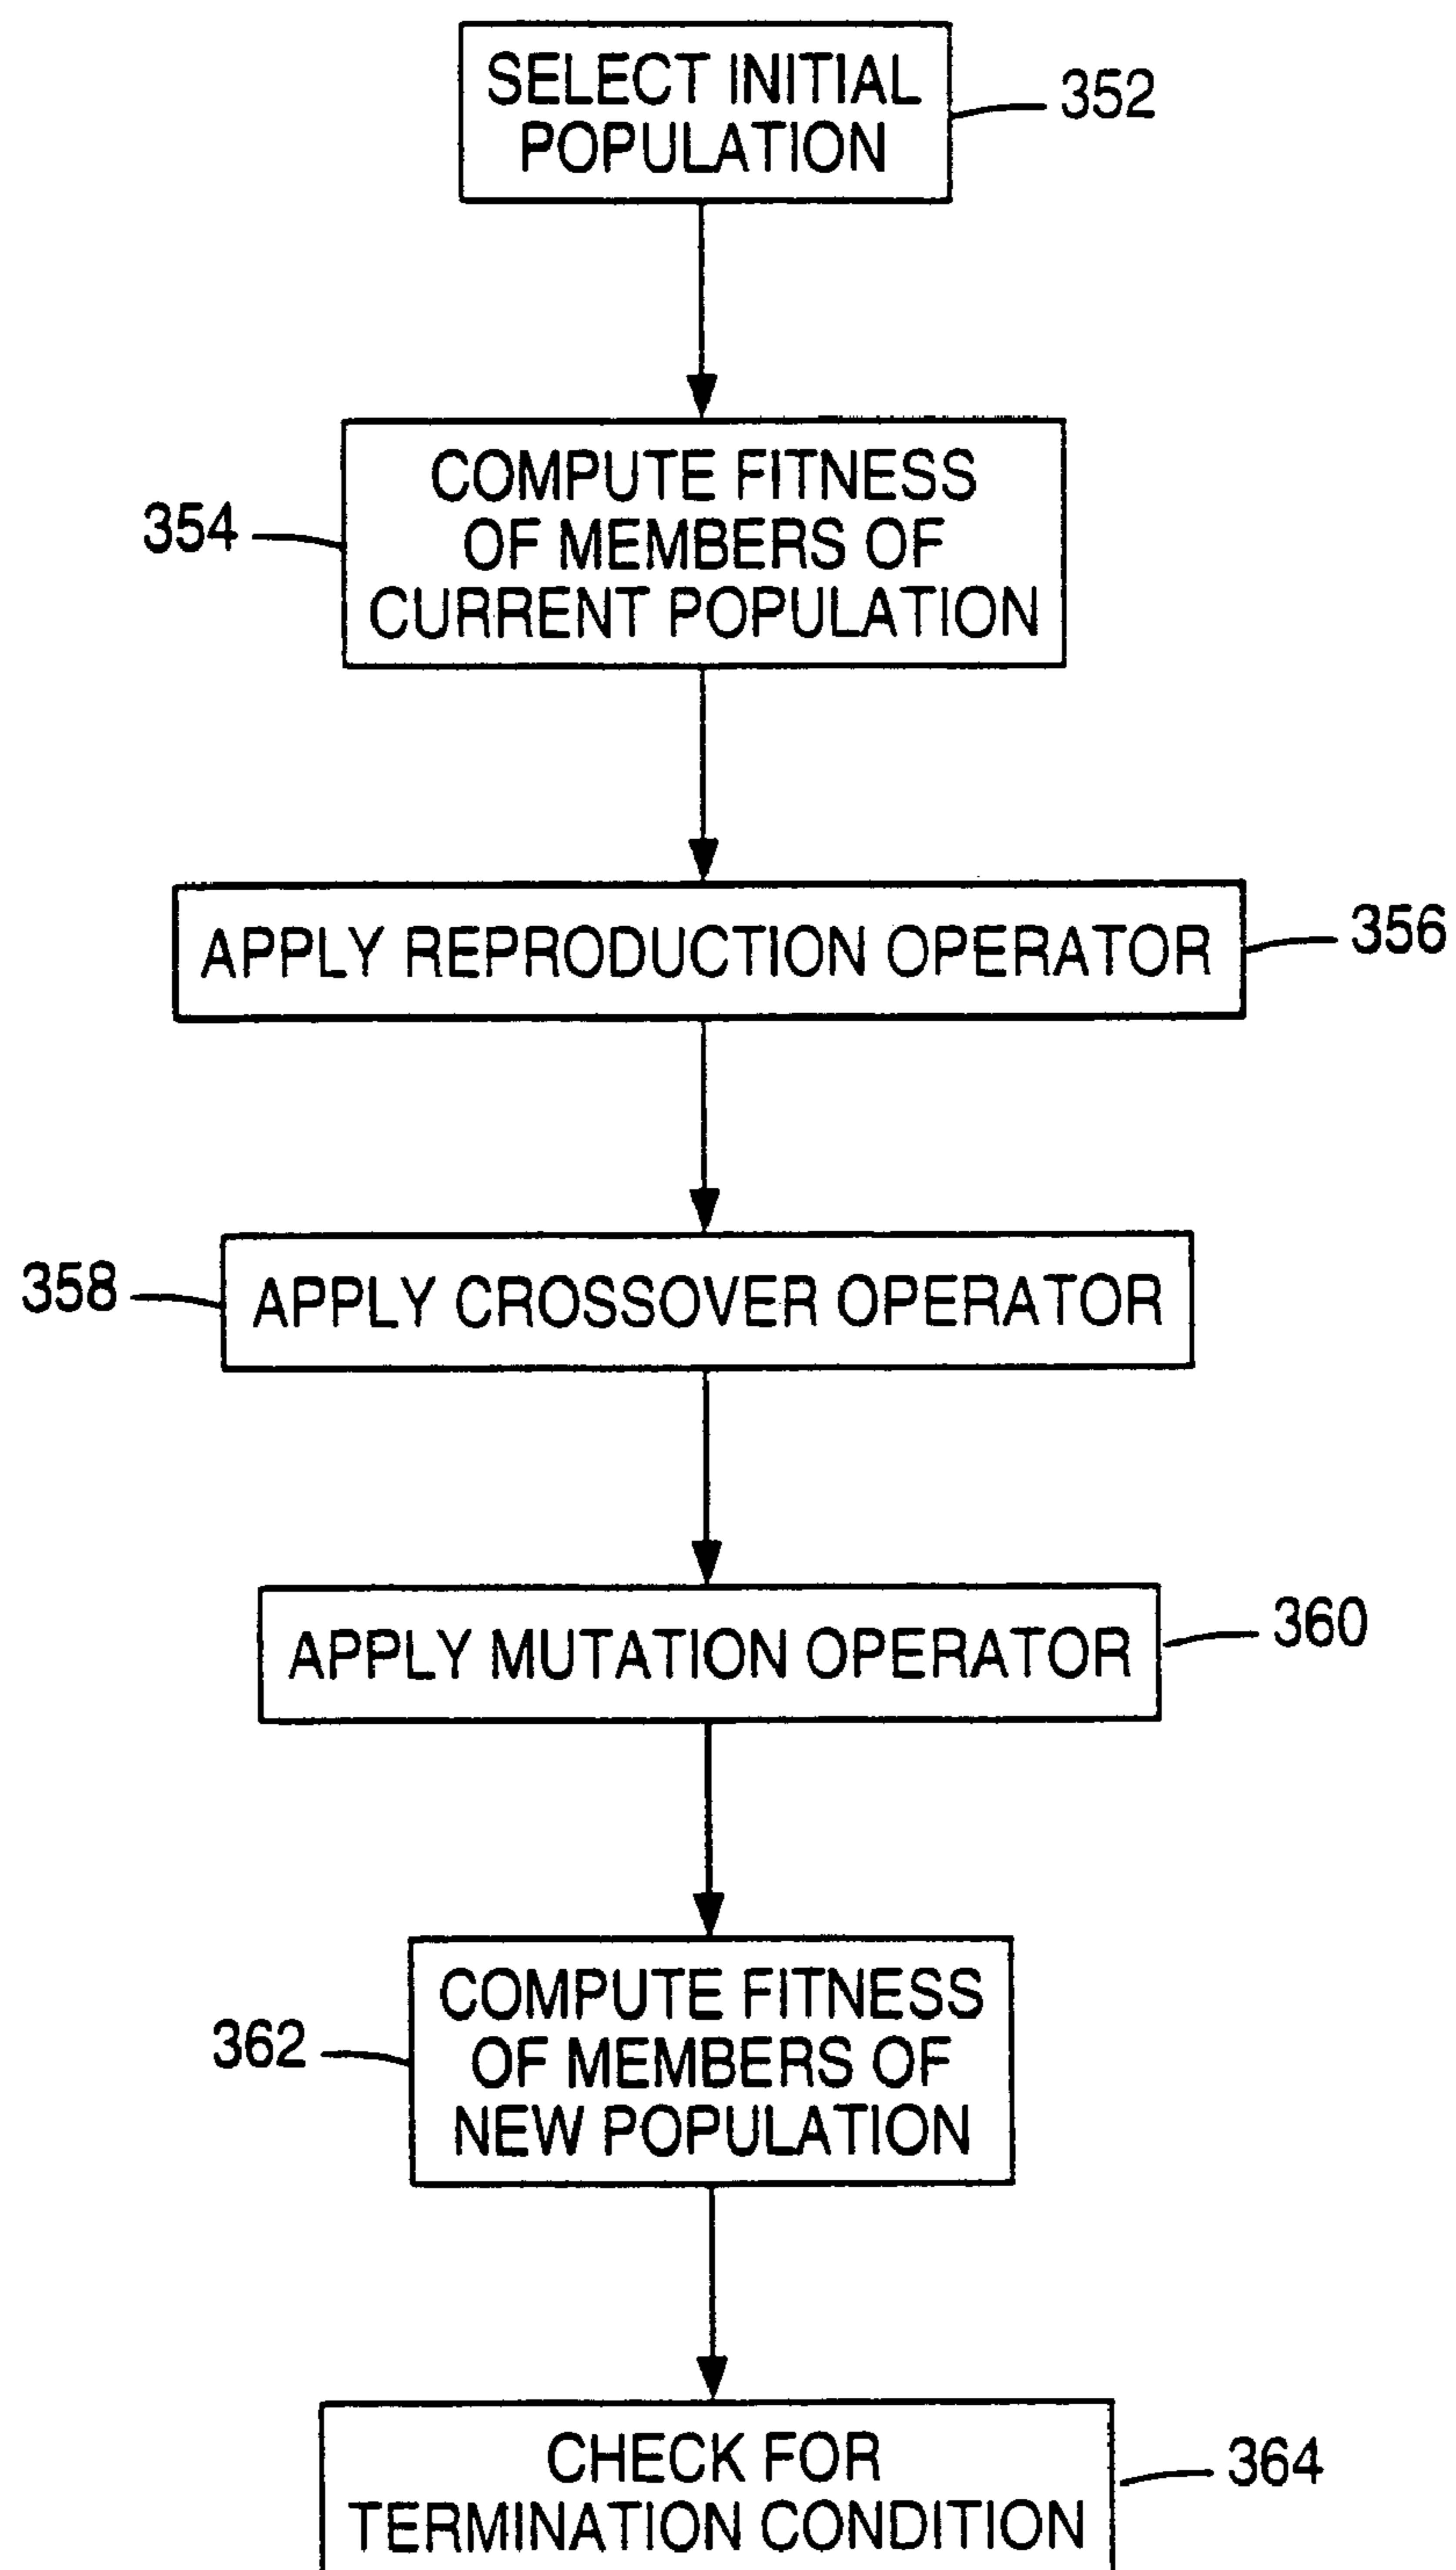 SELECT INITIAL
POPULATION
352
COMPUTE FITNESS
OF MEMBERS OF
CURRENT POPULATION
354
APPLY REPRODUCTION OPERATOR
356
APPLY CROSSOVER OPERATOR
358
APPLY MUTATION OPERATOR
360
COMPUTE FITNESS
OF MEMBERS OF
NEW POPULATION
362
CHECK FOR
TERMINATION CONDITION
364